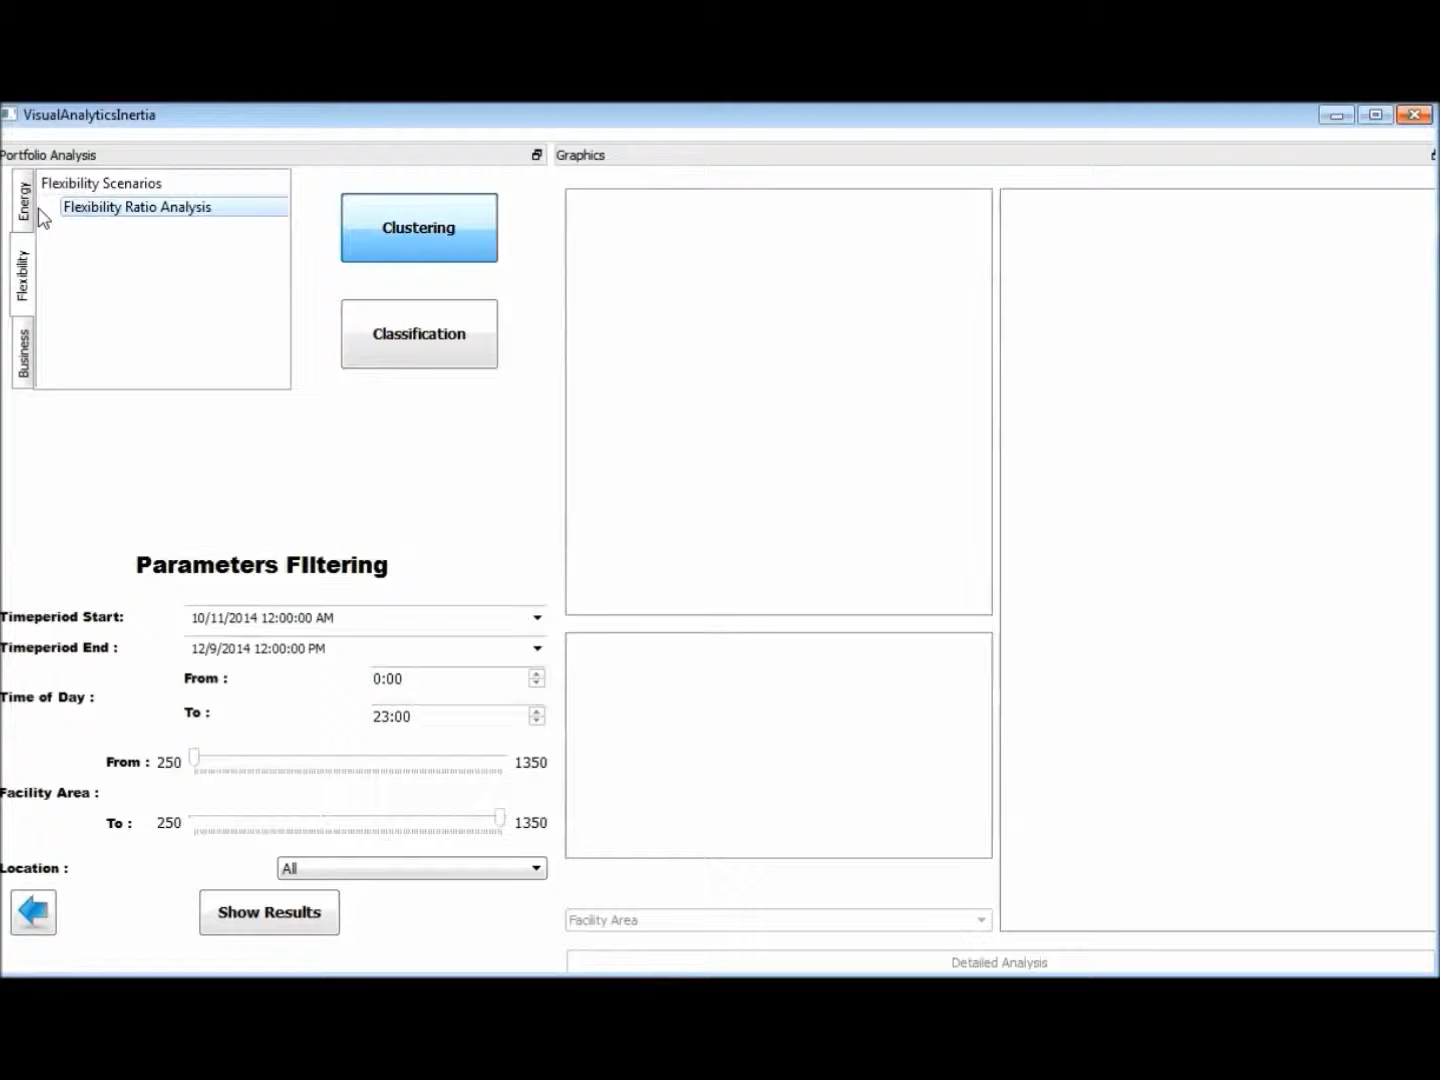 VisualAnalyticsInertia
Portfolio Analysis
Graphics
Energy
Flexibility
Business
Flexibility Scenarios
Flexibility Ratio Analysis
Clustering
Classification
Parameters FIltering
Timeperiod Start:
10/11/2014 12:00:00 AM
Timeperiod End :
12/9/2014 12:00:00 PM
Time of Day :
From :
0:00
To :
23:00
Facility Area :
From : 250
1350
To : 250
1350
Location :
All
Show Results
Facility Area
Detailed Analysis